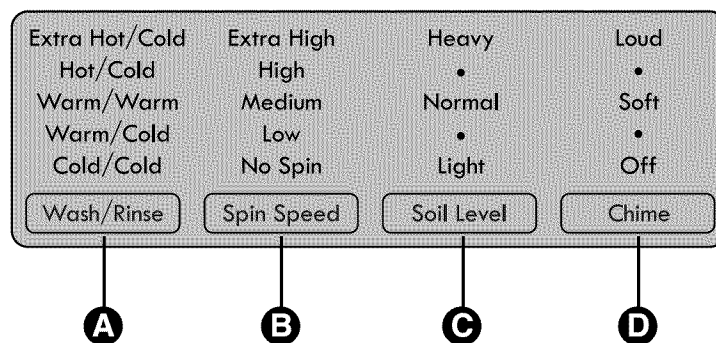 Extra Hot/Cold Extra High Heavy Loud
Hot/Cold High • •
Warm/Warm Medium Normal Soft
Warm/Cold Low • •
Cold/Cold No Spin Light Off
Wash/Rinse Spin Speed Soil Level Chime
A B C D